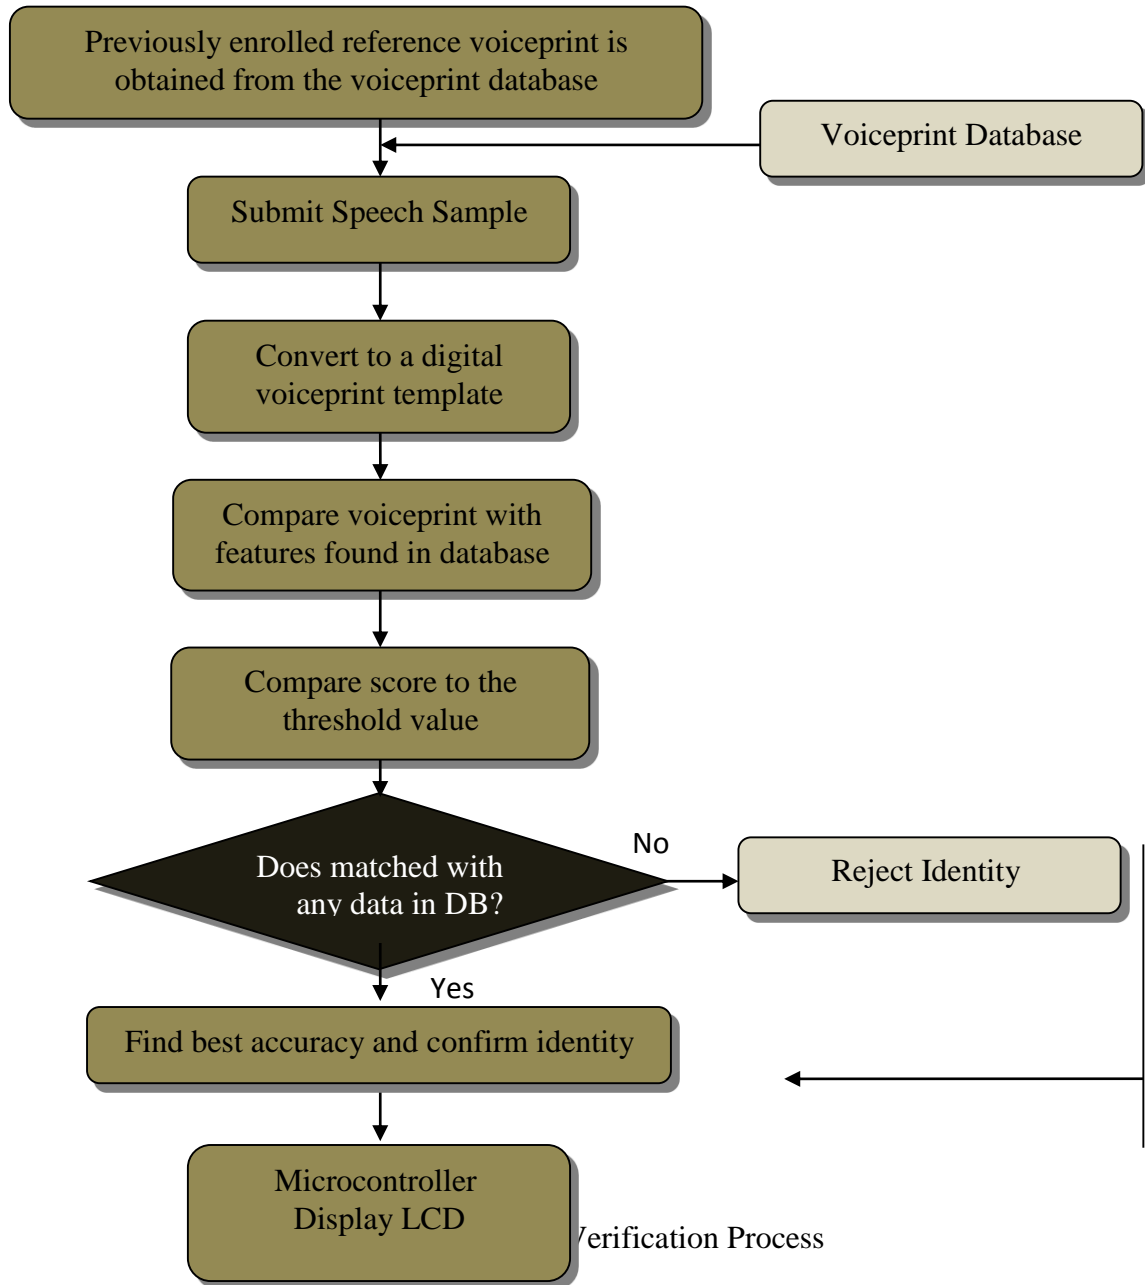 Previously enrolled reference voiceprint is
obtained from the voiceprint database
Voiceprint Database
Submit Speech Sample
Convert to a digital
voiceprint template
Compare voiceprint with
features found in database
Compare score to the
threshold value
Does matched with
any data in DB?
No
Reject Identity
Yes
Find best accuracy and confirm identity
Microcontroller
Display LCD
Verification Process